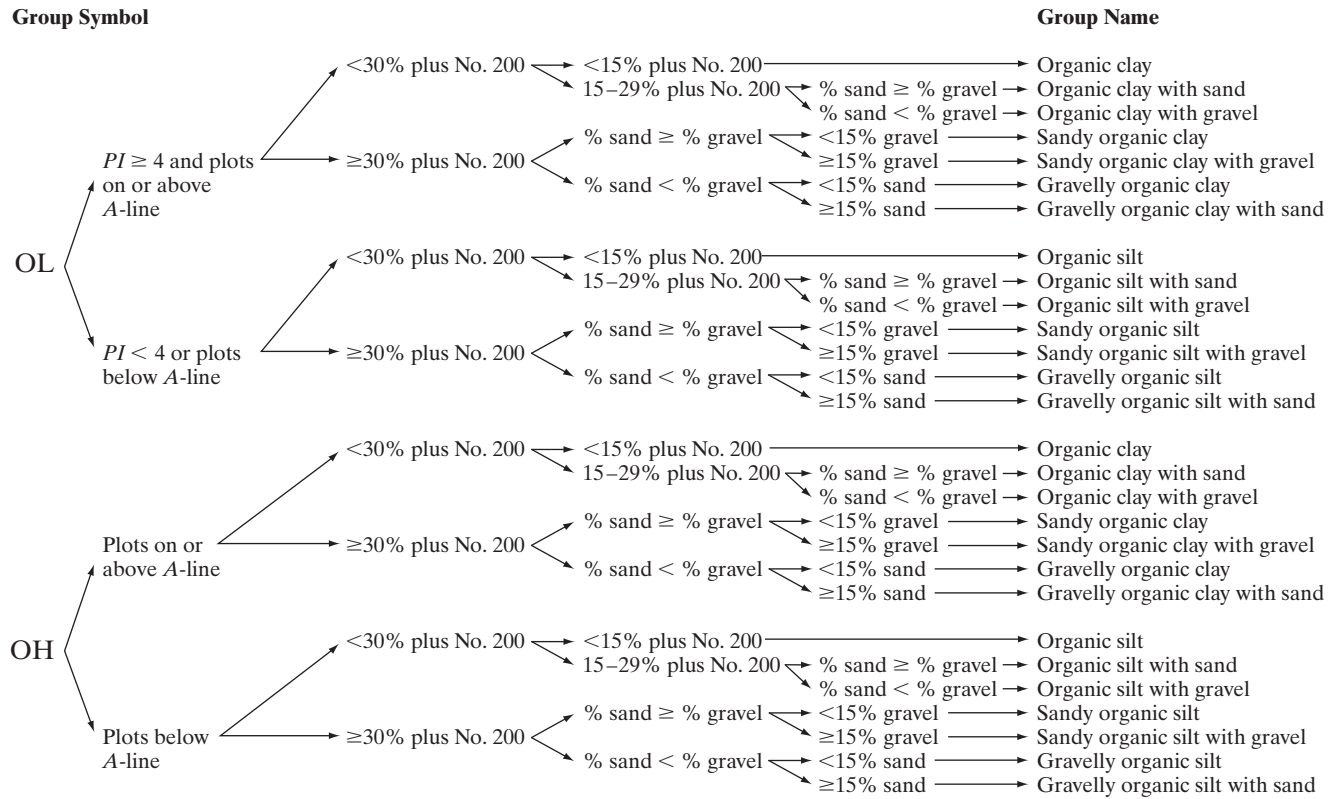 Group Symbol Group Name
<30% plus No. 200 <15% plus No. 200 Organic clay
15–29% plus No. 200 % sand ≥ % gravel Organic clay with sand
% sand < % gravel Organic clay with gravel
% sand ≥ % gravel <15% gravel Sandy organic clay
PI ≥ 4 and plots ≥30% plus No. 200 ≥15% gravel Sandy organic clay with gravel
on or above % sand < % gravel <15% sand Gravelly organic clay
A-line ≥15% sand Gravelly organic clay with sand
OL <30% plus No. 200 <15% plus No. 200 Organic silt
15–29% plus No. 200 % sand ≥ % gravel Organic silt with sand
% sand < % gravel Organic silt with gravel
% sand ≥ % gravel <15% gravel Sandy organic silt
PI < 4 or plots ≥30% plus No. 200 ≥15% gravel Sandy organic silt with gravel
below A-line % sand < % gravel <15% sand Gravelly organic silt
≥15% sand Gravelly organic silt with sand
<30% plus No. 200 <15% plus No. 200 Organic clay
15–29% plus No. 200 % sand ≥ % gravel Organic clay with sand
% sand < % gravel Organic clay with gravel
% sand ≥ % gravel <15% gravel Sandy organic clay
Plots on or ≥30% plus No. 200 ≥15% gravel Sandy organic clay with gravel
above A-line % sand < % gravel <15% sand Gravelly organic clay
≥15% sand Gravelly organic clay with sand
OH <30% plus No. 200 <15% plus No. 200 Organic silt
15–29% plus No. 200 % sand ≥ % gravel Organic silt with sand
% sand < % gravel Organic silt with gravel
% sand ≥ % gravel <15% gravel Sandy organic silt
Plots below ≥30% plus No. 200 ≥15% gravel Sandy organic silt with gravel
A-line % sand < % gravel <15% sand Gravelly organic silt
≥15% sand Gravelly organic silt with sand